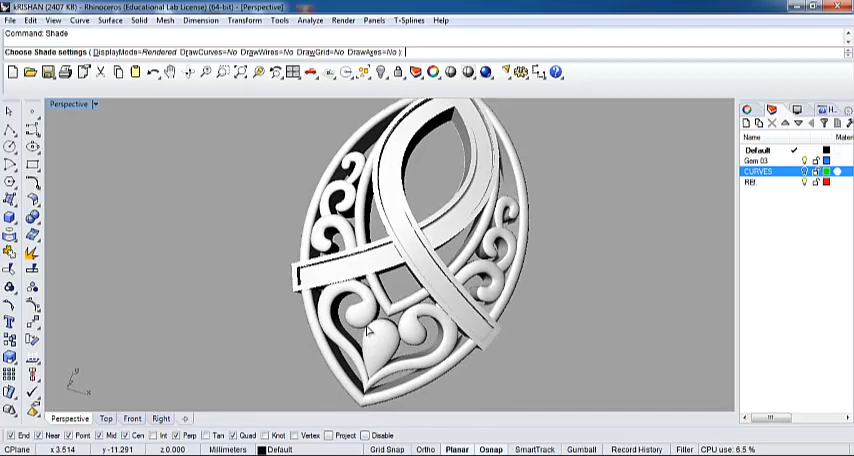 kRISHAN (2407 KB) - Rhinoceros (Educational Lab License) (64-bit) - [Perspective]
File Edit View Curve Surface Solid Mesh Dimension Transform Tools Analyze Render Panels T-Splines Help
Command: Shade
Choose Shade settings ( DisplayMode=Rendered DrawCurves=No DrawWires=No DrawGrid=No DrawAxes=No ):
Perspective
Name Mater
Default
Gem 03
CURVES
y
x
Perspective Top Front Right
End Near Point Mid Cen Int Perp Tan Quad Knot Vertex Project Disable
CPlane x 3.514 y -11.291 z 0.000 Millimeters Default Grid Snap Ortho Planar Osnap SmartTrack Gumball Record History Filter CPU use: 6.5 %